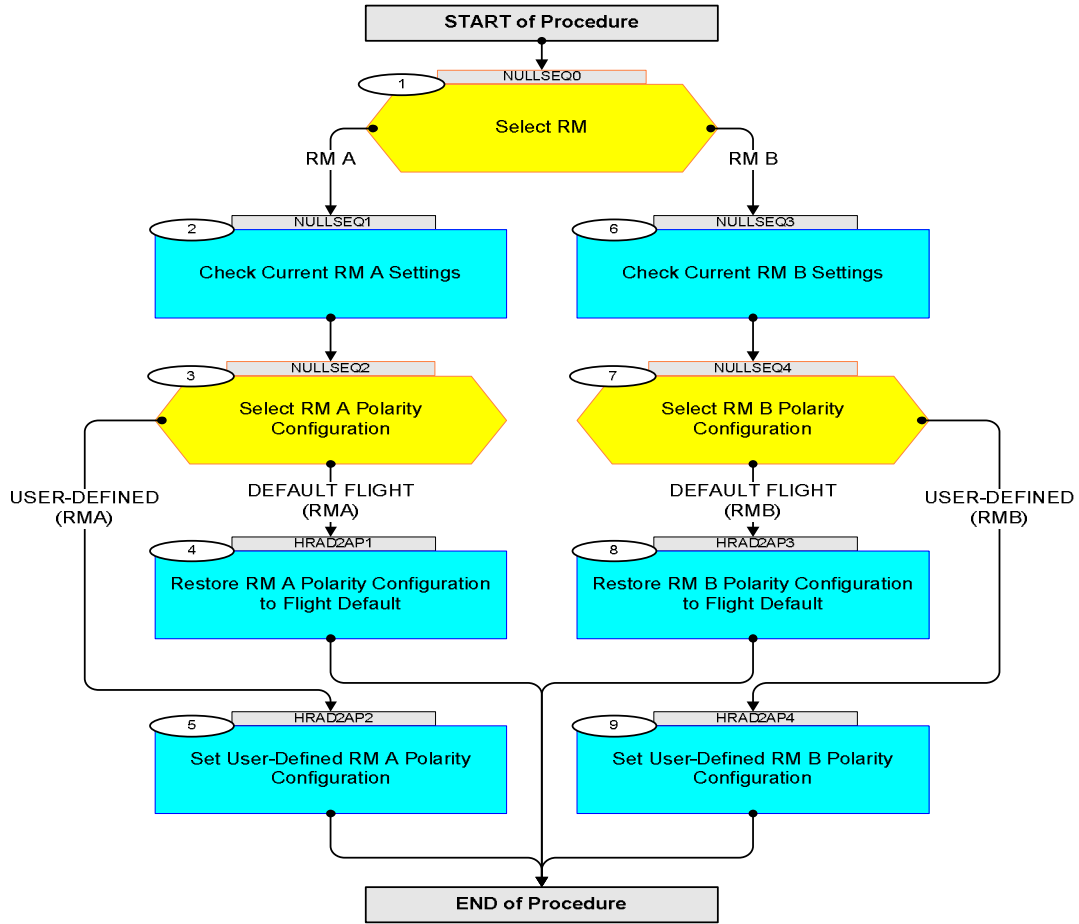 START of Procedure
NULLSEQ0
1
Select RM
RM A
RM B
NULLSEQ1
2
Check Current RM A Settings
NULLSEQ3
6
Check Current RM B Settings
NULLSEQ2
3
Select RM A Polarity
Configuration
NULLSEQ4
7
Select RM B Polarity
Configuration
USER-DEFINED
(RMA)
DEFAULT FLIGHT
(RMA)
DEFAULT FLIGHT
(RMB)
USER-DEFINED
(RMB)
HRAD2AP1
4
Restore RM A Polarity Configuration
to Flight Default
HRAD2AP3
8
Restore RM B Polarity Configuration
to Flight Default
HRAD2AP2
5
Set User-Defined RM A Polarity
Configuration
HRAD2AP4
9
Set User-Defined RM B Polarity
Configuration
END of Procedure